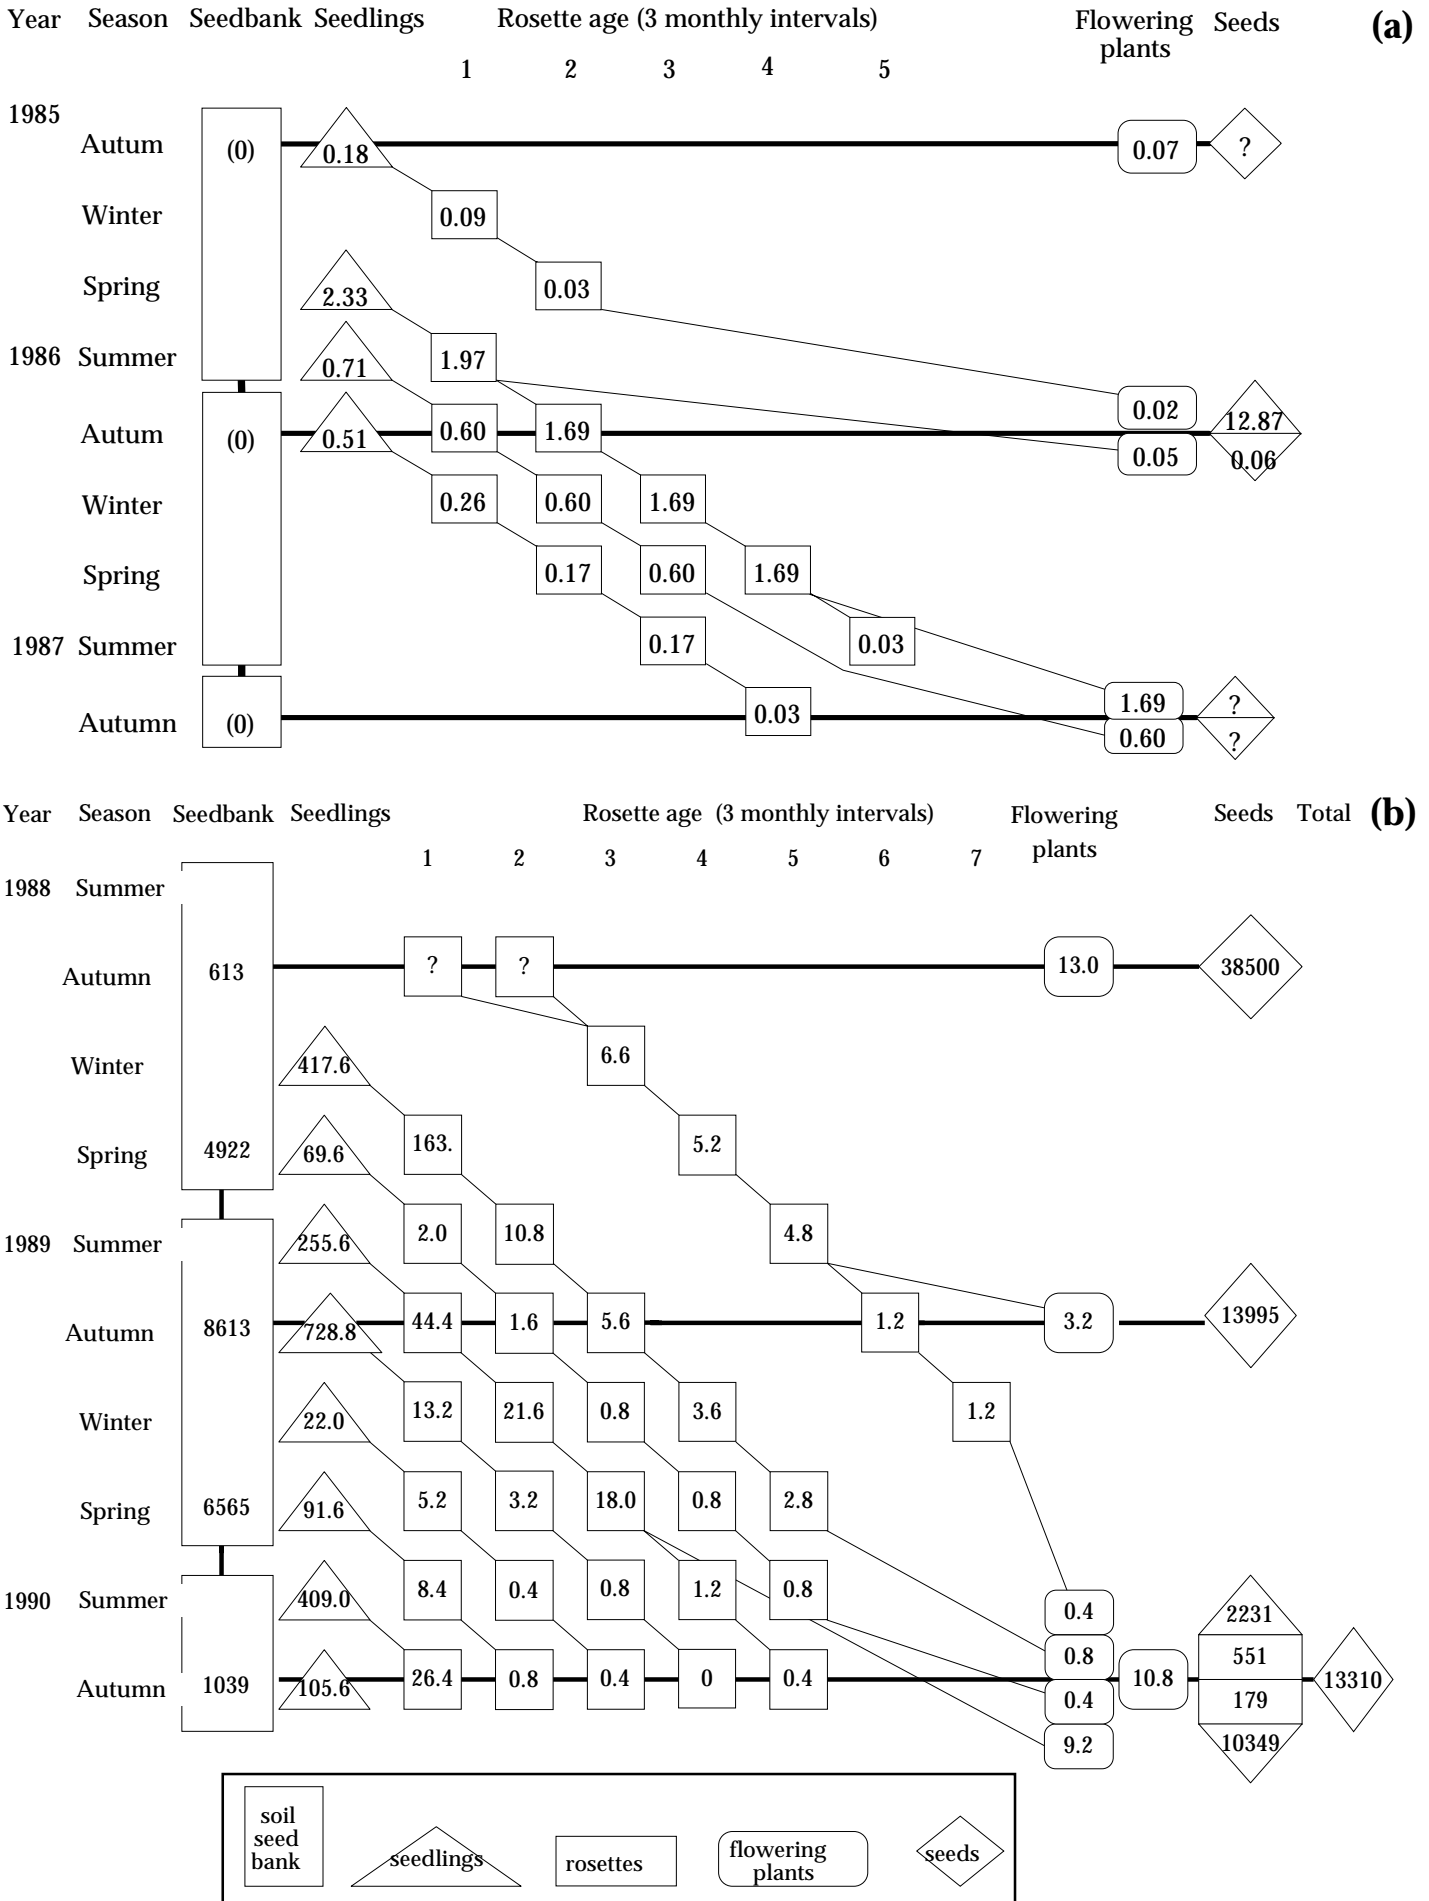 Year Season Seedbank Seedlings Rosette age (3 monthly intervals) Flowering plants Seeds (a)
1 2 3 4 5
1985
Autum (0) 0.18 0.07 ?
Winter 0.09
Spring 2.33 0.03
1986 Summer 0.71 1.97
0.02 12.87
Autum (0) 0.51 0.60 1.69
0.05 0.06
Winter 0.26 0.60 1.69
Spring 0.17 0.60 1.69
1987 Summer 0.17 0.03
1.69 ?
Autumn (0) 0.03
0.60 ?
Year Season Seedbank Seedlings Rosette age (3 monthly intervals) Flowering plants Seeds Total (b)
1 2 3 4 5 6 7
1988 Summer
Autumn 613 ? ? 13.0 38500
Winter 417.6 6.6
Spring 4922 69.6 163. 5.2
1989 Summer 255.6 2.0 10.8 4.8
Autumn 8613 728.8 44.4 1.6 5.6 1.2 3.2 13995
Winter 22.0 13.2 21.6 0.8 3.6 1.2
Spring 6565 91.6 5.2 3.2 18.0 0.8 2.8
1990 Summer 409.0 8.4 0.4 0.8 1.2 0.8
0.4 2231
0.8 551
Autumn 1039 105.6 26.4 0.8 0.4 0 0.4 10.8 13310
0.4 179
9.2 10349
soil
seed
bank
seedlings
rosettes
flowering
plants
seeds